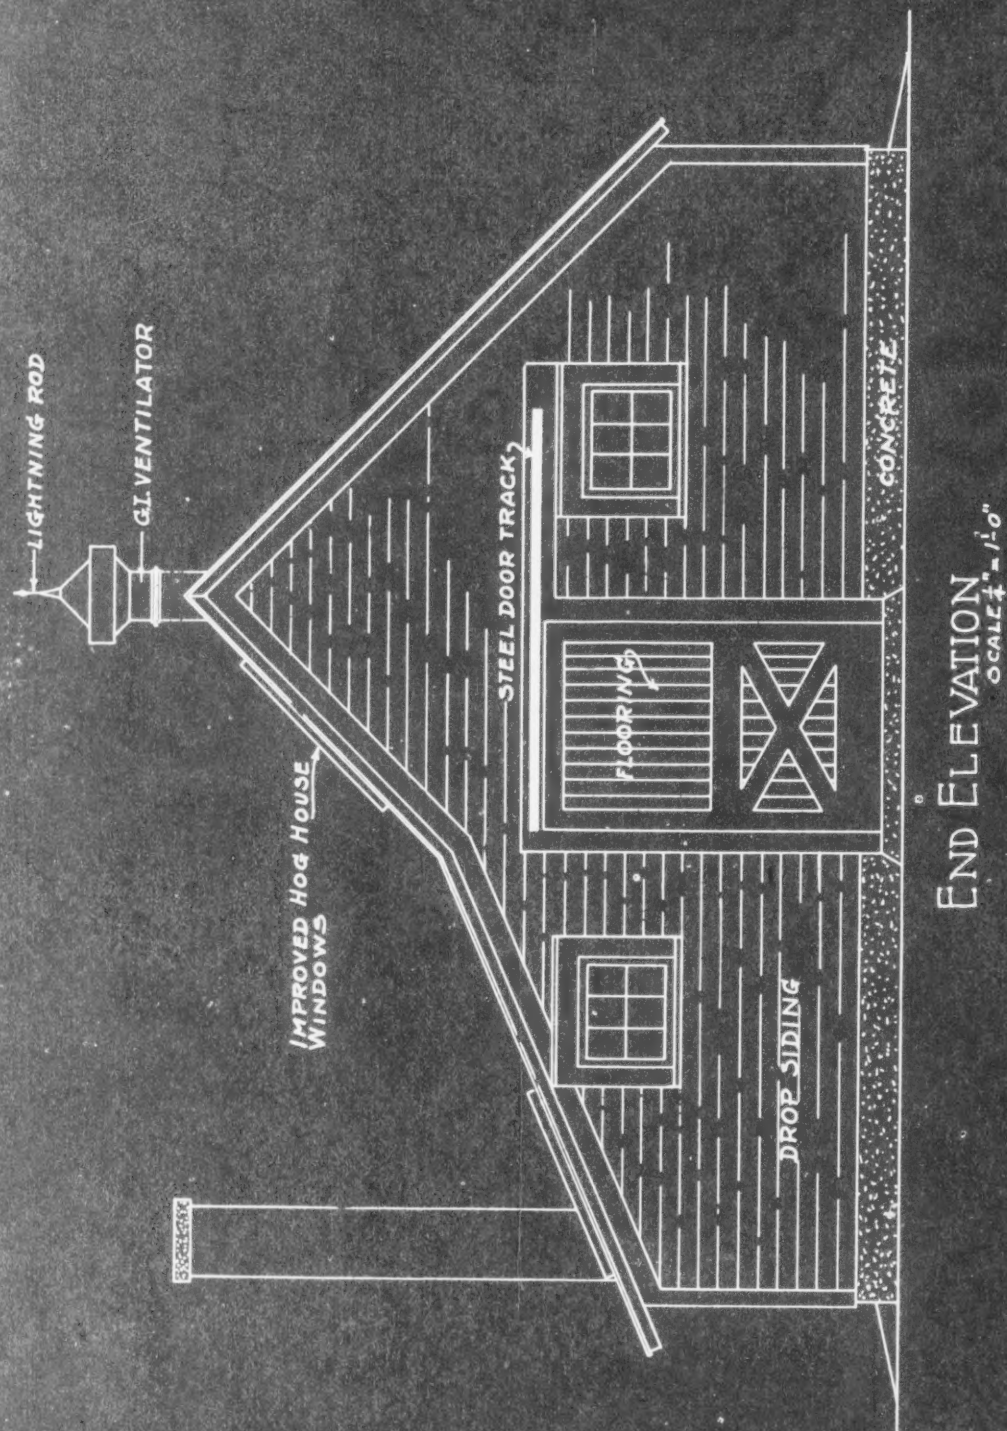 LIGHTNING ROD
G.I. VENTILATOR
IMPROVED HOG HOUSE
WINDOWS
STEEL DOOR TRACK
FLOORING
DROP SIDING
CONCRETE
END ELEVATION
SCALE ¼" = 1'-0"